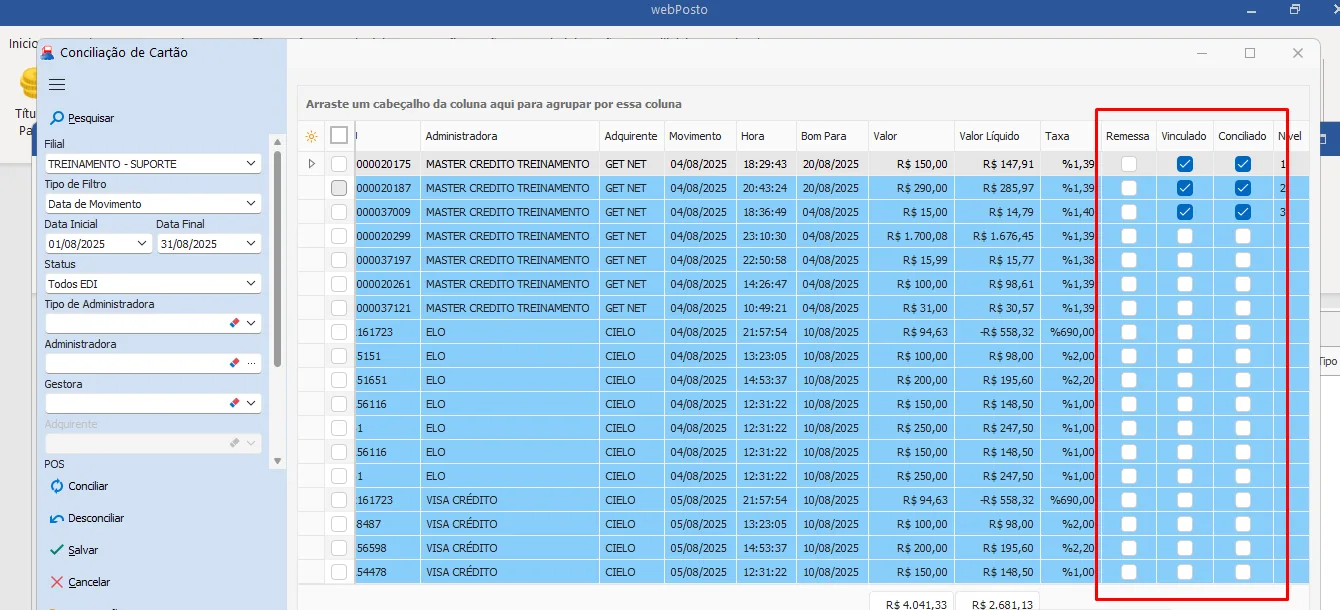 webPosto
Inicio
Conciliação de Cartão
Títu
Pa
Pesquisar
Filial
TREINAMENTO - SUPORTE
Tipo de Filtro
Data de Movimento
Data Inicial Data Final
01/08/2025 31/08/2025
Status
Todos EDI
Tipo de Administradora
Administradora
...
Gestora
Adquirente
POS
Conciliar
Desconciliar
Salvar
Cancelar
Arraste um cabeçalho da coluna aqui para agrupar por essa coluna
Administradora Adquirente Movimento Hora Bom Para Valor Valor Líquido Taxa Remessa Vinculado Conciliado Nível
000020175 MASTER CREDITO TREINAMENTO GET NET 04/08/2025 18:29:43 20/08/2025 R$ 150,00 R$ 147,91 %1,39 1
000020187 MASTER CREDITO TREINAMENTO GET NET 04/08/2025 20:43:24 20/08/2025 R$ 290,00 R$ 285,97 %1,39 2
000037009 MASTER CREDITO TREINAMENTO GET NET 04/08/2025 18:36:49 20/08/2025 R$ 15,00 R$ 14,79 %1,40 3
000020299 MASTER CREDITO TREINAMENTO GET NET 04/08/2025 23:10:30 20/08/2025 R$ 1.700,08 R$ 1.676,45 %1,39
000037197 MASTER CREDITO TREINAMENTO GET NET 04/08/2025 22:50:58 20/08/2025 R$ 15,99 R$ 15,77 %1,38
000020261 MASTER CREDITO TREINAMENTO GET NET 04/08/2025 14:26:47 20/08/2025 R$ 100,00 R$ 98,61 %1,39
000037121 MASTER CREDITO TREINAMENTO GET NET 04/08/2025 10:49:21 20/08/2025 R$ 31,00 R$ 30,57 %1,39
161723 ELO CIELO 04/08/2025 21:57:54 10/08/2025 R$ 94,63 -R$ 558,32 %690,00
5151 ELO CIELO 04/08/2025 13:23:05 10/08/2025 R$ 100,00 R$ 98,00 %2,00
51651 ELO CIELO 04/08/2025 14:53:37 10/08/2025 R$ 200,00 R$ 195,60 %2,20
56116 ELO CIELO 04/08/2025 12:31:22 10/08/2025 R$ 150,00 R$ 148,50 %1,00
1 ELO CIELO 04/08/2025 12:31:22 10/08/2025 R$ 250,00 R$ 247,50 %1,00
56116 ELO CIELO 04/08/2025 12:31:22 10/08/2025 R$ 150,00 R$ 148,50 %1,00
1 ELO CIELO 04/08/2025 12:31:22 10/08/2025 R$ 250,00 R$ 247,50 %1,00
161723 VISA CRÉDITO CIELO 05/08/2025 21:57:54 10/08/2025 R$ 94,63 -R$ 558,32 %690,00
8487 VISA CRÉDITO CIELO 05/08/2025 13:23:05 10/08/2025 R$ 100,00 R$ 98,00 %2,00
56598 VISA CRÉDITO CIELO 05/08/2025 14:53:37 10/08/2025 R$ 200,00 R$ 195,60 %2,20
54478 VISA CRÉDITO CIELO 05/08/2025 12:31:22 10/08/2025 R$ 150,00 R$ 148,50 %1,00
R$ 4.041,33 R$ 2.681,13
Tipo